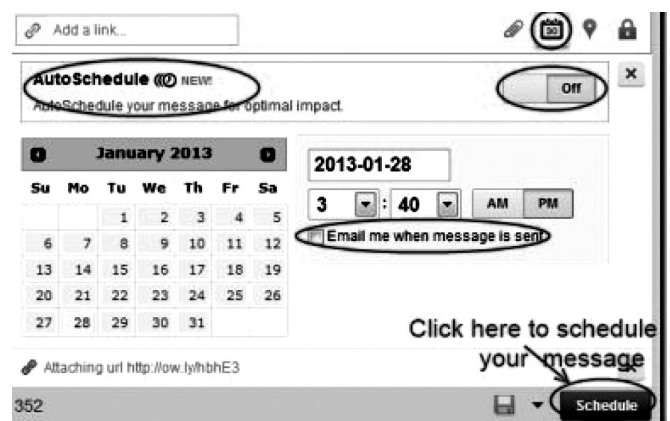 Add a link...
30
AutoSchedule NEW!
AutoSchedule your message for optimal impact.
Off
January 2013
Su Mo Tu We Th Fr Sa
1 2 3 4 5
6 7 8 9 10 11 12
13 14 15 16 17 18 19
20 21 22 23 24 25 26
27 28 29 30 31
2013-01-28
3 : 40 AM PM
Email me when message is sent
Click here to schedule
your message
Attaching url http://ow.ly/hbhE3
352
Schedule